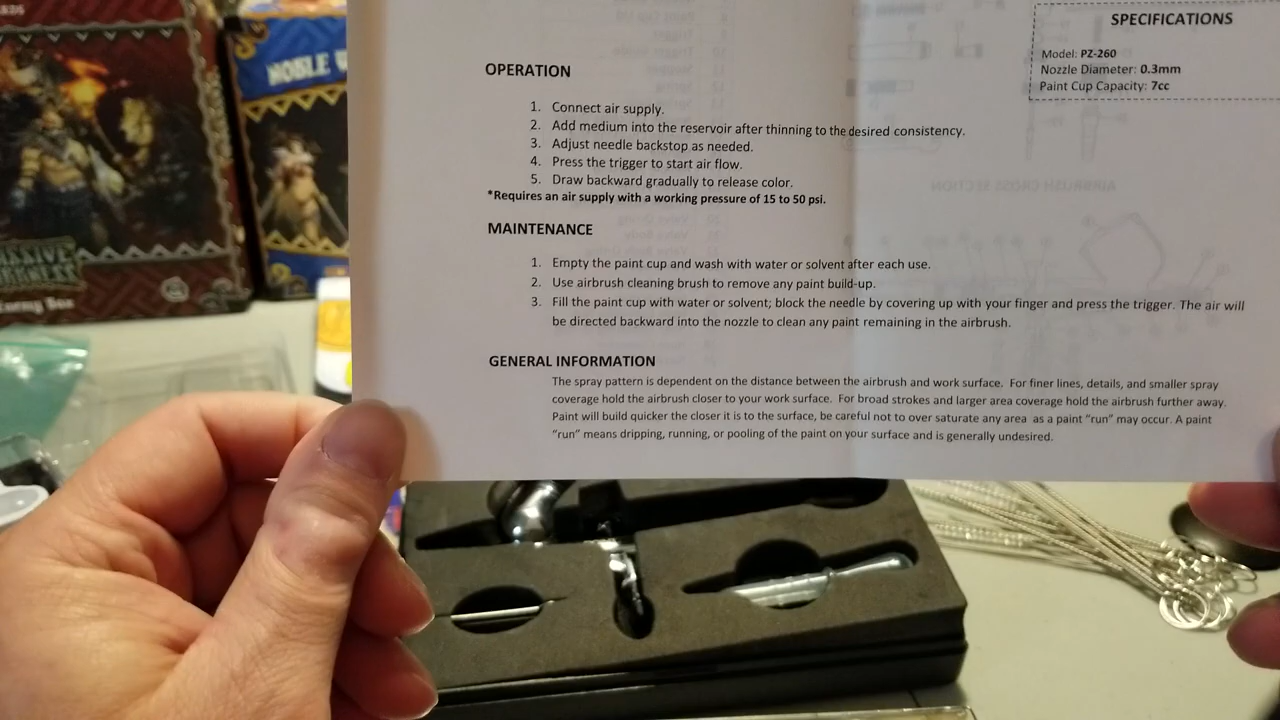 SPECIFICATIONS
Model: PZ-260
Nozzle Diameter: 0.3mm
Paint Cup Capacity: 7cc
OPERATION
1. Connect air supply.
2. Add medium into the reservoir after thinning to the desired consistency.
3. Adjust needle backstop as needed.
4. Press the trigger to start air flow.
5. Draw backward gradually to release color.
*Requires an air supply with a working pressure of 15 to 50 psi.
MAINTENANCE
1. Empty the paint cup and wash with water or solvent after each use.
2. Use airbrush cleaning brush to remove any paint build-up.
3. Fill the paint cup with water or solvent; block the needle by covering up with your finger and press the trigger. The air will
be directed backward into the nozzle to clean any paint remaining in the airbrush.
GENERAL INFORMATION
The spray pattern is dependent on the distance between the airbrush and work surface. For finer lines, details, and smaller spray
coverage hold the airbrush closer to your work surface. For broad strokes and larger area coverage hold the airbrush further away.
Paint will build quicker the closer it is to the surface, be careful not to over saturate any area as a paint “run” may occur. A paint
“run” means dripping, running, or pooling of the paint on your surface and is generally undesired.
NOBLE
Enemy Box